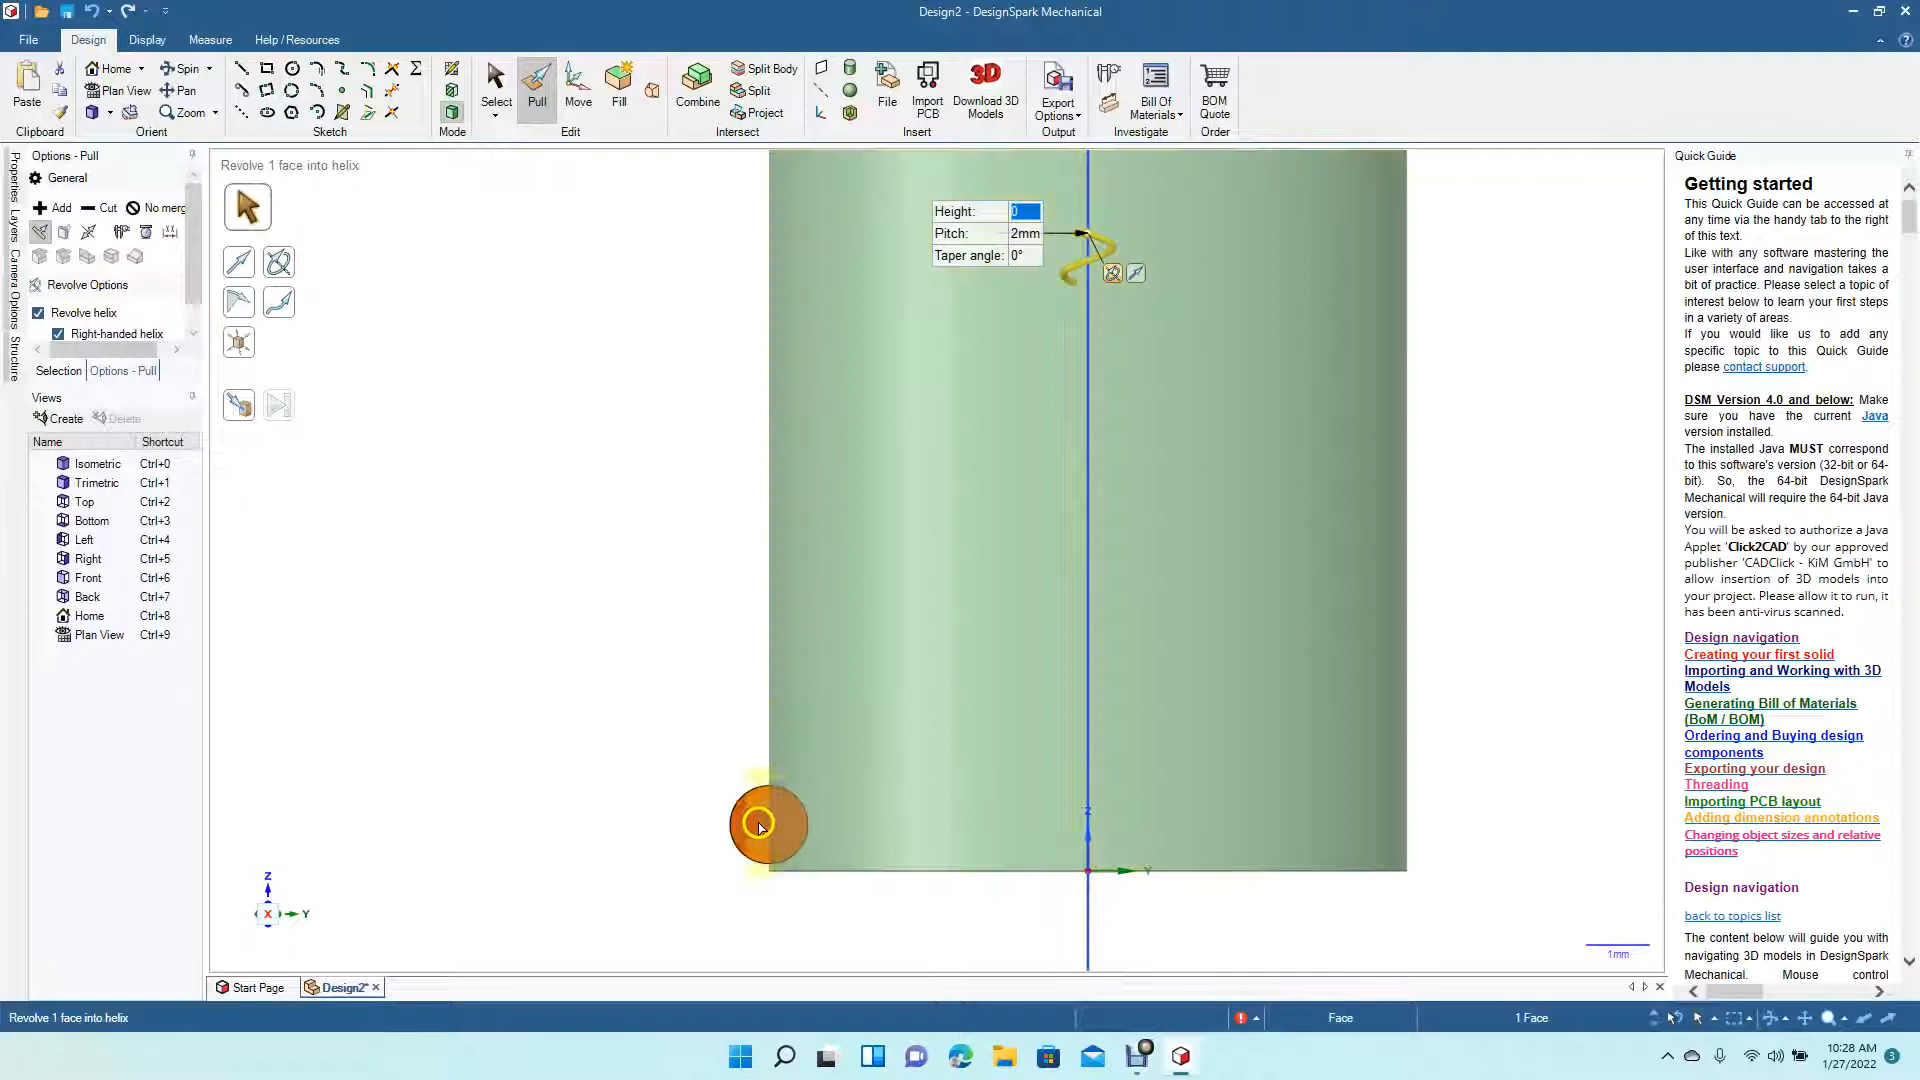 Design2 - DesignSpark Mechanical
File
Design
Display
Measure
Help / Resources
Paste
Clipboard
Home
Spin
Plan View
Pan
Zoom
Orient
Sketch
Mode
Select
Pull
Move
Fill
Edit
Combine
Split Body
Split
Project
Intersect
File
Import PCB
Download 3D Models
Insert
Export Options
Output
Bill Of Materials
Investigate
BOM Quote
Order
Properties
Layers
Camera Options
Structure
Options - Pull
General
Add
Cut
No merg
Revolve Options
Revolve helix
Right-handed helix
Selection
Options - Pull
Views
Create
Delete
Name Shortcut
Isometric Ctrl+0
Trimetric Ctrl+1
Top Ctrl+2
Bottom Ctrl+3
Left Ctrl+4
Right Ctrl+5
Front Ctrl+6
Back Ctrl+7
Home Ctrl+8
Plan View Ctrl+9
Revolve 1 face into helix
Height: 0
Pitch: 2mm
Taper angle: 0°
Z
Y
Z
X
Y
1mm
Start Page
Design2*
Quick Guide
Getting started
This Quick Guide can be accessed at
any time via the handy tab to the right
of this text.
Like with any software mastering the
user interface and navigation takes a
bit of practice. Please select a topic of
interest below to learn your first steps
in a variety of areas.
If you would like us to add any
specific topic to this Quick Guide
please contact support.
DSM Version 4.0 and below: Make
sure you have the current Java
version installed.
The installed Java MUST correspond
to this software's version (32-bit or 64-
bit). So, the 64-bit DesignSpark
Mechanical will require the 64-bit Java
version.
You will be asked to authorize a Java
Applet 'Click2CAD' by our approved
publisher 'CADClick - KiM GmbH' to
allow insertion of 3D models into
your project. Please allow it to run, it
has been anti-virus scanned.
Design navigation
Creating your first solid
Importing and Working with 3D
Models
Generating Bill of Materials
(BoM / BOM)
Ordering and Buying design
components
Exporting your design
Threading
Importing PCB layout
Adding dimension annotations
Changing object sizes and relative
positions
Design navigation
back to topics list
The content below will guide you with
navigating 3D models in DesignSpark
Mechanical. Mouse control
Revolve 1 face into helix
Face
1 Face
10:28 AM
1/27/2022
3